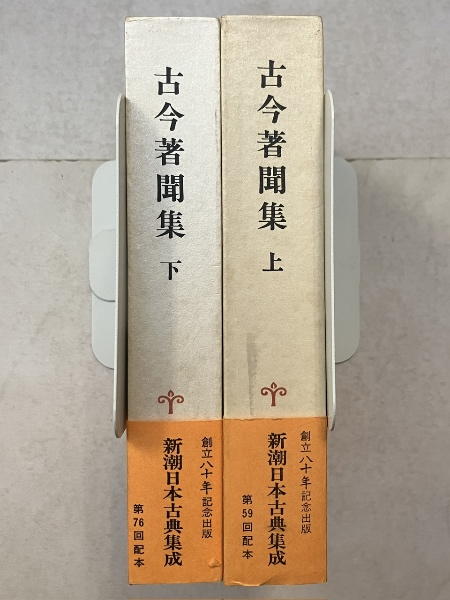 古今著聞集 上
創立八十年記念出版
新潮日本古典集成
第59回配本
古今著聞集 下
創立八十年記念出版
新潮日本古典集成
第76回配本